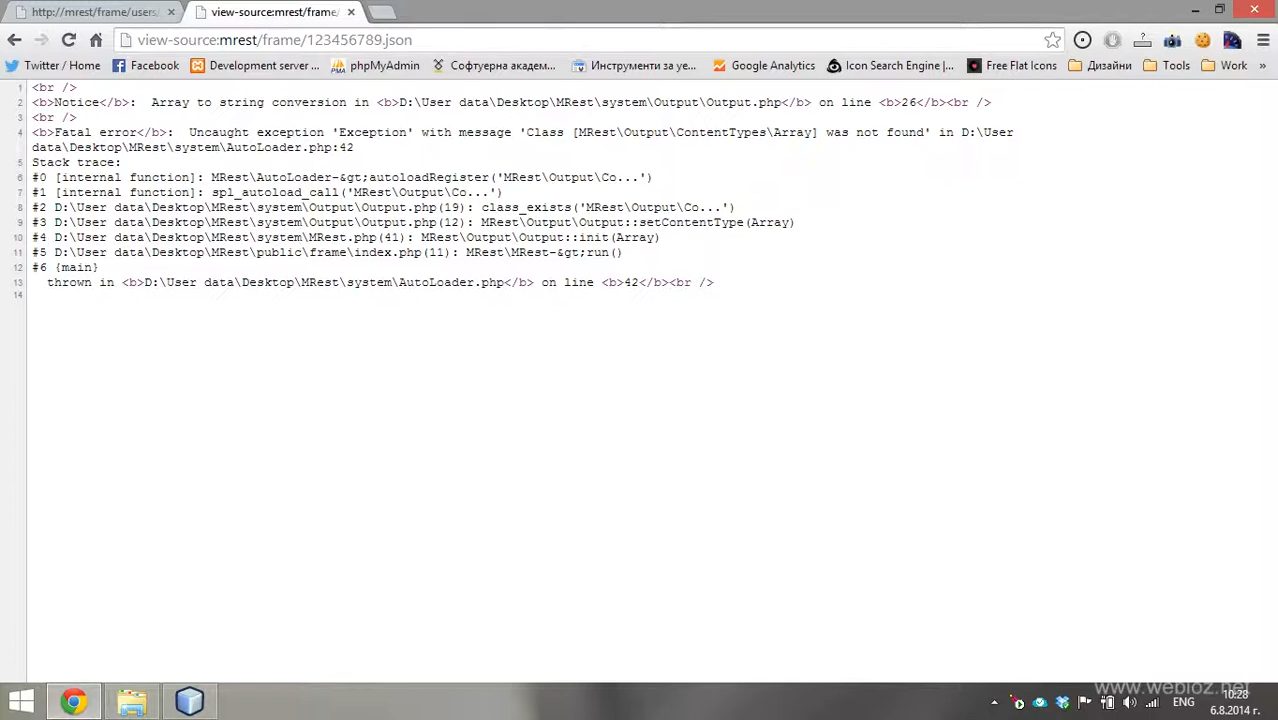 http://mrest/frame/users/
view-source:mrest/frame/
view-source:mrest/frame/123456789.json
Twitter / Home
Facebook
Development server ...
phpMyAdmin
Софтуерна академ...
Инструменти за уе...
Google Analytics
Icon Search Engine |...
Free Flat Icons
Дизайни
Tools
Work
»
1 <br />
2 <b>Notice</b>:  Array to string conversion in <b>D:\User data\Desktop\MRest\system\Output\Output.php</b> on line <b>26</b><br />
3 <br />
4 <b>Fatal error</b>:  Uncaught exception 'Exception' with message 'Class [MRest\Output\ContentTypes\Array] was not found' in D:\User
data\Desktop\MRest\system\AutoLoader.php:42
5 Stack trace:
6 #0 [internal function]: MRest\AutoLoader-&gt;autoloadRegister('MRest\Output\Co...')
7 #1 [internal function]: spl_autoload_call('MRest\Output\Co...')
8 #2 D:\User data\Desktop\MRest\system\Output\Output.php(19): class_exists('MRest\Output\Co...')
9 #3 D:\User data\Desktop\MRest\system\Output\Output.php(12): MRest\Output\Output::setContentType(Array)
10 #4 D:\User data\Desktop\MRest\system\MRest.php(41): MRest\Output\Output::init(Array)
11 #5 D:\User data\Desktop\MRest\public\frame\index.php(11): MRest\MRest-&gt;run()
12 #6 {main}
13   thrown in <b>D:\User data\Desktop\MRest\system\AutoLoader.php</b> on line <b>42</b><br />
14
www.webioz.net
ENG
10:28
6.8.2014 г.